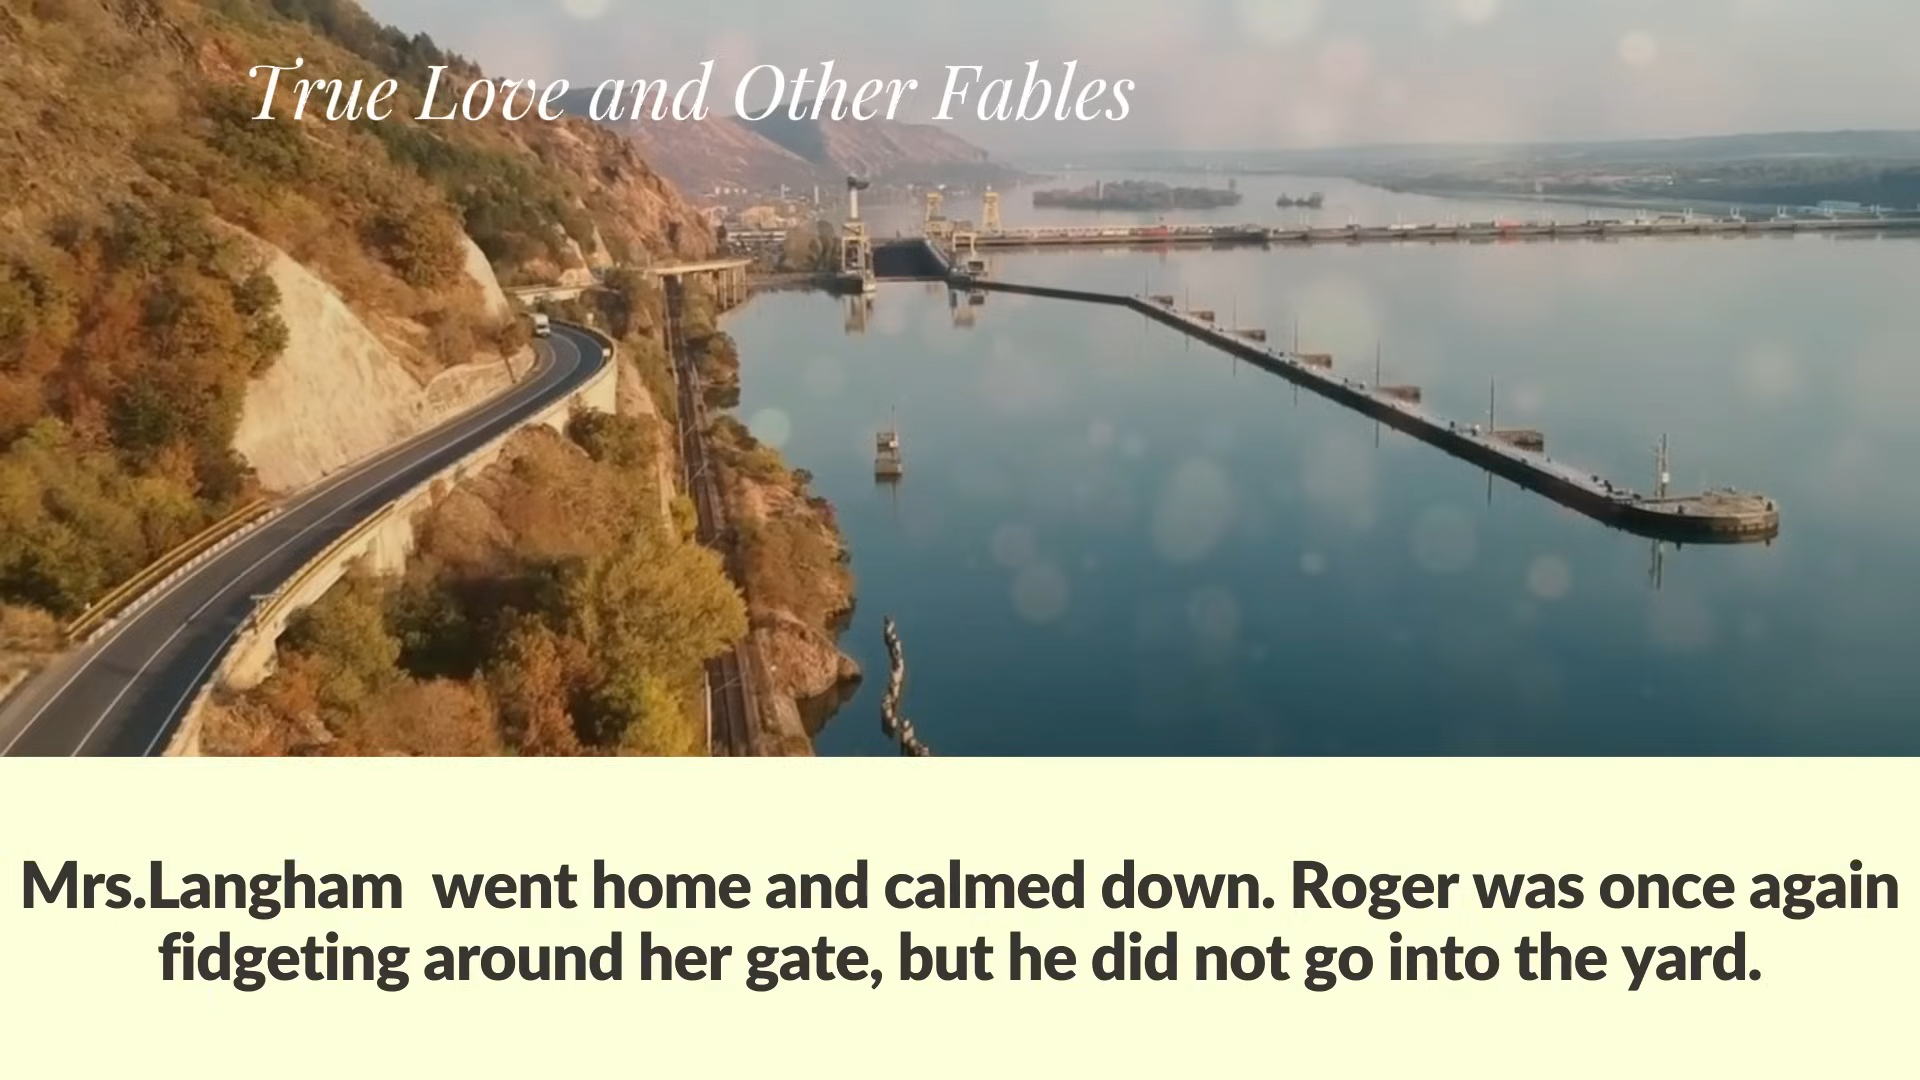 True Love and Other Fables
Mrs.Langham  went home and calmed down. Roger was once again
fidgeting around her gate, but he did not go into the yard.